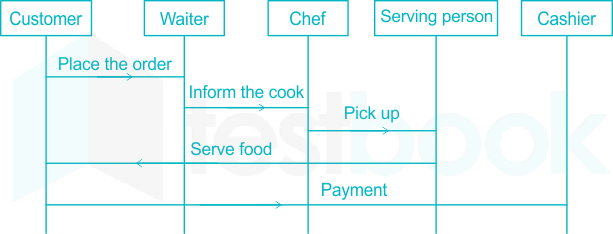 Customer Waiter Chef Serving person Cashier
Place the order
Inform the cook
Pick up
Serve food
Payment
testbook